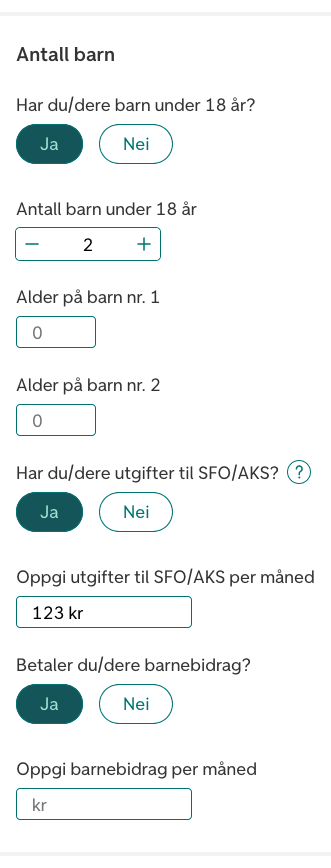 Antall barn
Har du/dere barn under 18 år?
Ja Nei
Antall barn under 18 år
− 2 +
Alder på barn nr. 1
0
Alder på barn nr. 2
0
Har du/dere utgifter til SFO/AKS? ?
Ja Nei
Oppgi utgifter til SFO/AKS per måned
123 kr
Betaler du/dere barnebidrag?
Ja Nei
Oppgi barnebidrag per måned
kr